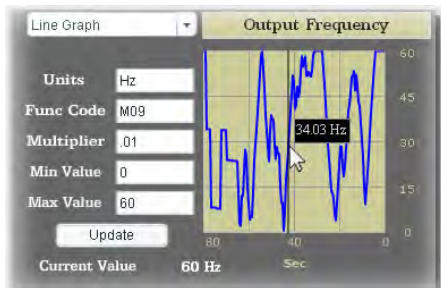 Line Graph
Output Frequency
Units Hz
Func Code M09
Multiplier .01
Min Value 0
Max Value 60
Update
Current Value 60 Hz
60
45
30
15
0
34.03 Hz
80 40 0
Sec